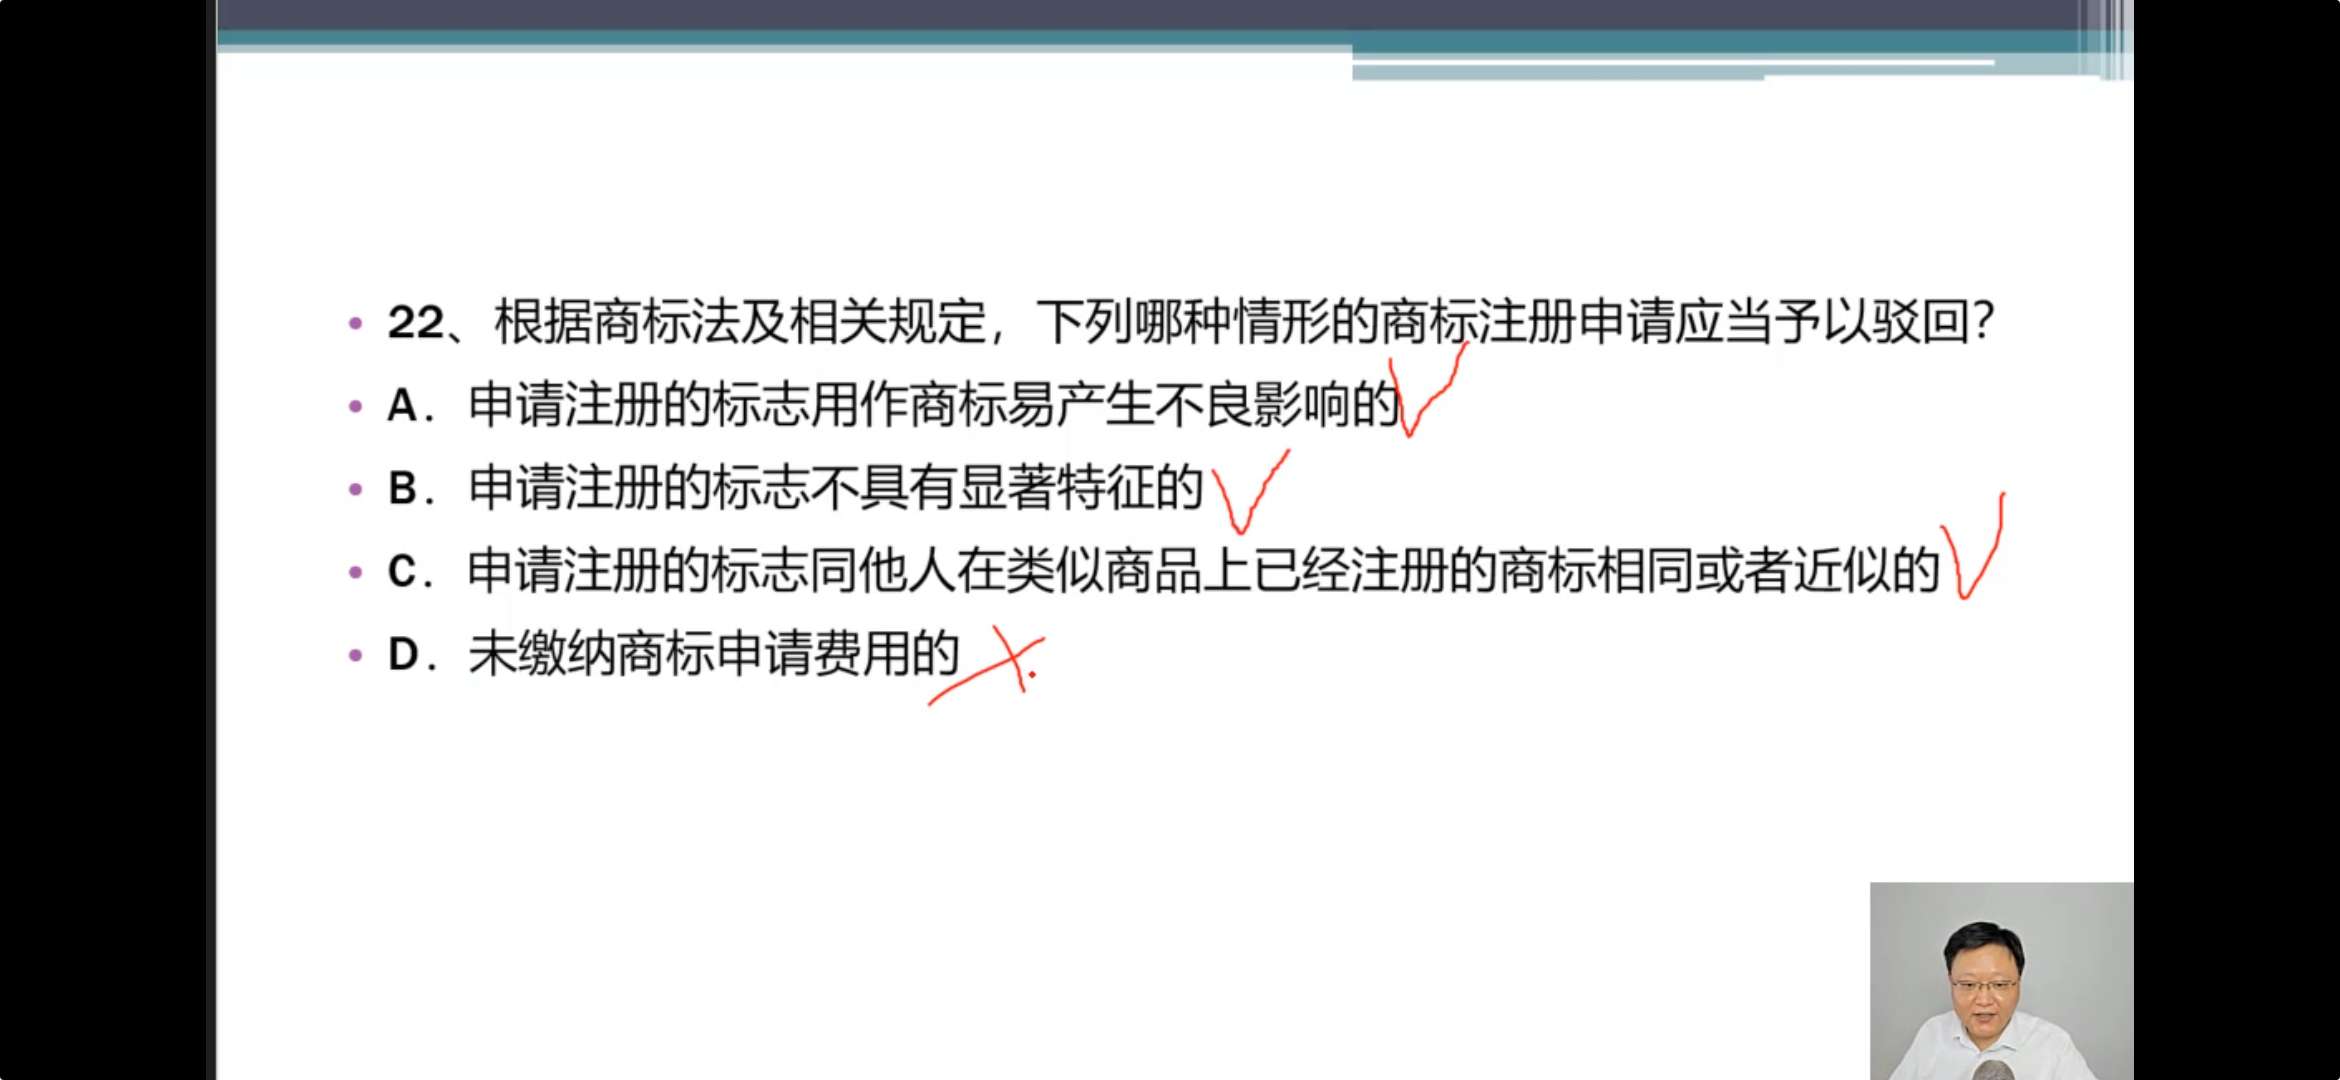 22、根据商标法及相关规定，下列哪种情形的商标注册申请应当予以驳回？
A．申请注册的标志用作商标易产生不良影响的
B．申请注册的标志不具有显著特征的
C．申请注册的标志同他人在类似商品上已经注册的商标相同或者近似的
D．未缴纳商标申请费用的